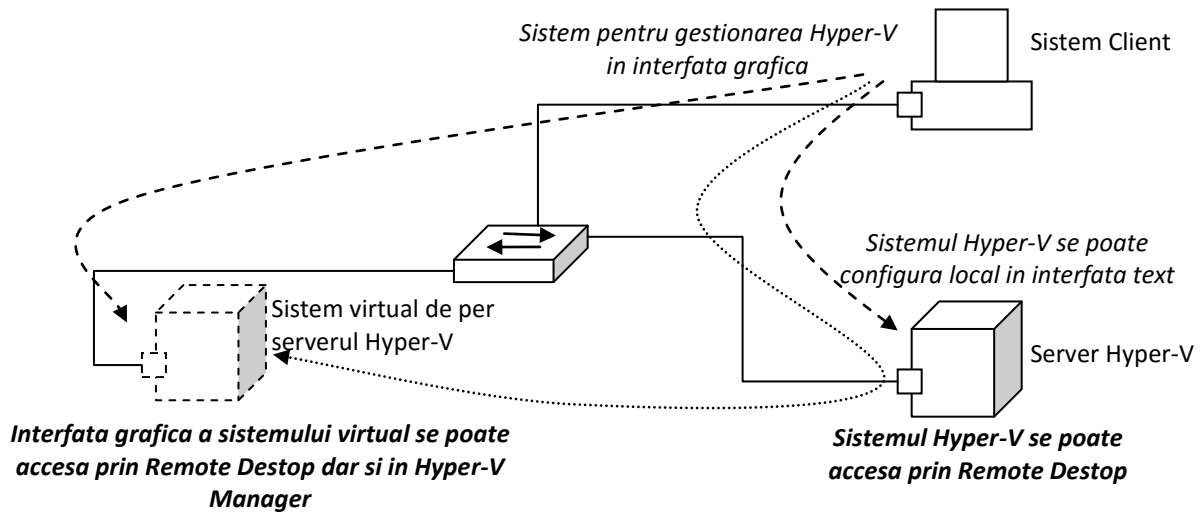 Sistem pentru gestionarea Hyper-V
in interfata grafica
Sistem Client
Sistemul Hyper-V se poate
configura local in interfata text
Sistem virtual de per
serverul Hyper-V
Server Hyper-V
Interfata grafica a sistemului virtual se poate
accesa prin Remote Destop dar si in Hyper-V
Manager
Sistemul Hyper-V se poate
accesa prin Remote Destop